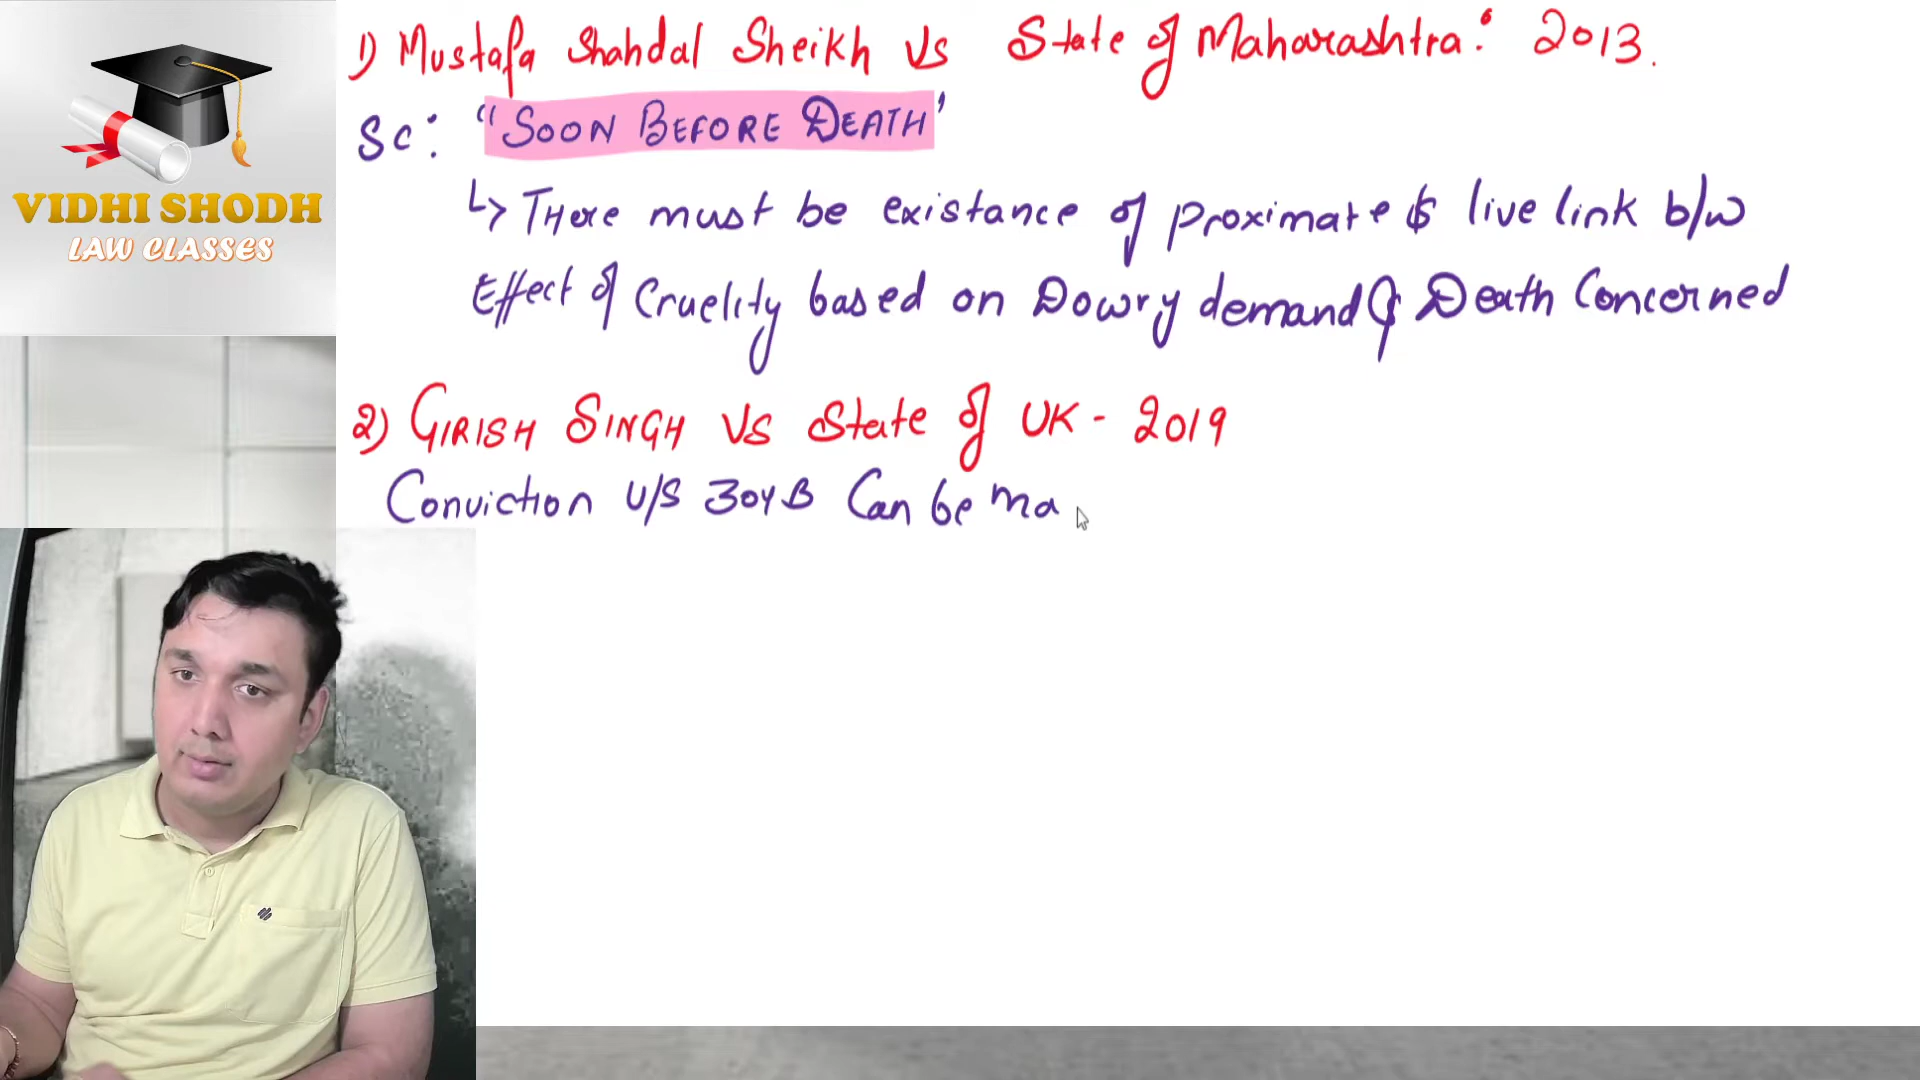 VIDHI SHODH
LAW CLASSES
1) Mustafa Shahdal Sheikh Vs State of Maharashtra: 2013.
SC: "SOON BEFORE DEATH"
↳ There must be existance of proximate & live link b/w
Effect of Cruelity based on Dowry demand & Death Concerned
2) GIRISH SINGH VS State of UK - 2019
Conviction U/S 304B Can be ma